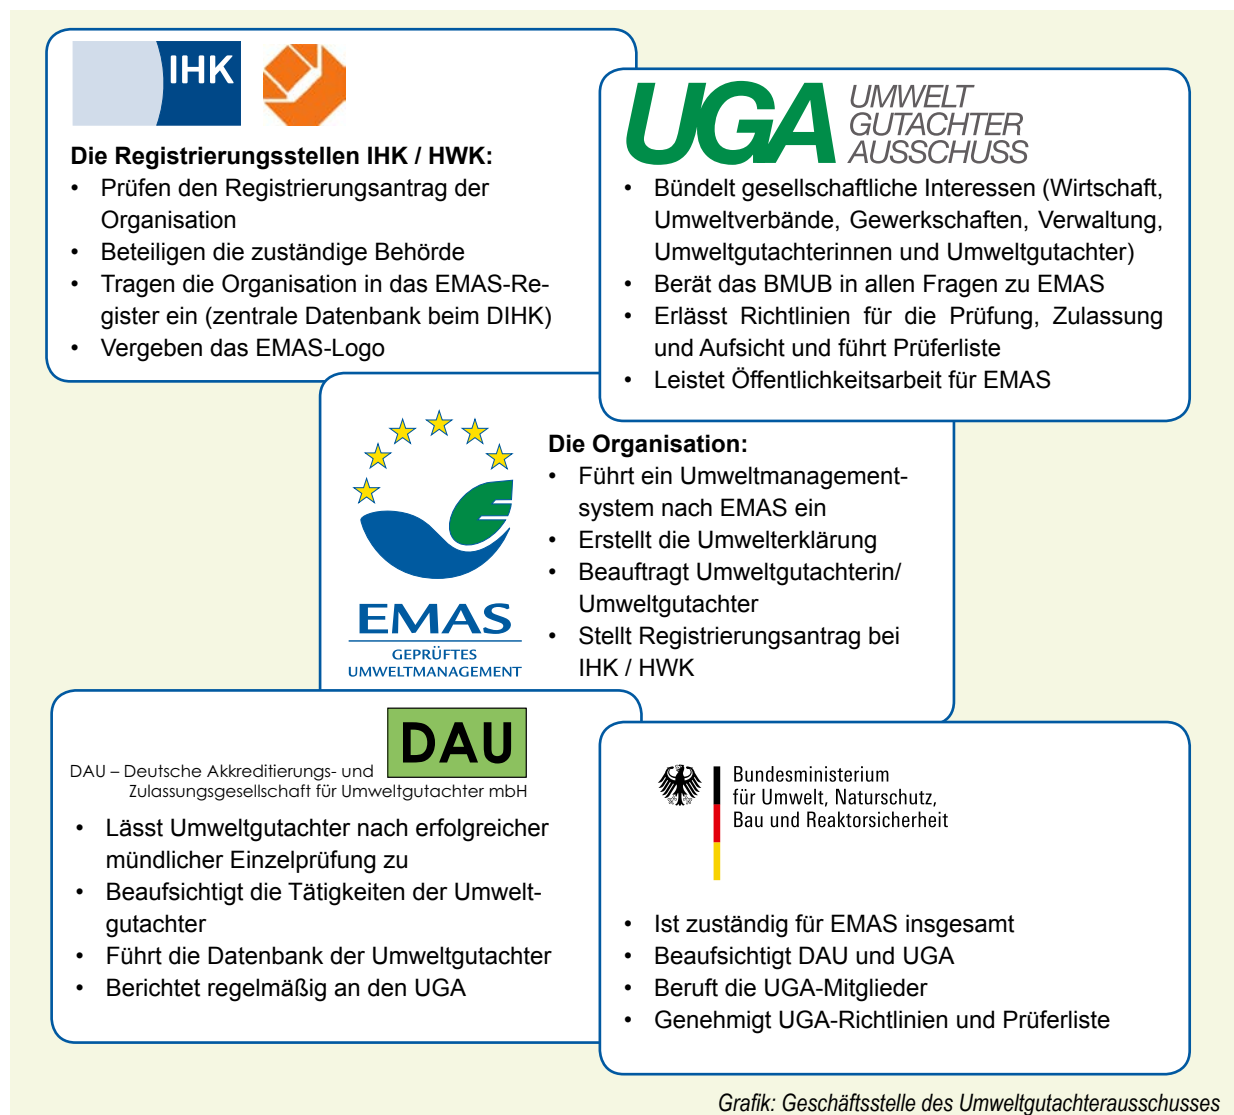 IHK
Die Registrierungsstellen IHK / HWK:
• Prüfen den Registrierungsantrag der
Organisation
• Beteiligen die zuständige Behörde
• Tragen die Organisation in das EMAS-Re-
gister ein (zentrale Datenbank beim DIHK)
• Vergeben das EMAS-Logo
UGA
UMWELT
GUTACHTER
AUSSCHUSS
• Bündelt gesellschaftliche Interessen (Wirtschaft,
Umweltverbände, Gewerkschaften, Verwaltung,
Umweltgutachterinnen und Umweltgutachter)
• Berät das BMUB in allen Fragen zu EMAS
• Erlässt Richtlinien für die Prüfung, Zulassung
und Aufsicht und führt Prüferliste
• Leistet Öffentlichkeitsarbeit für EMAS
EMAS
GEPRÜFTES
UMWELTMANAGEMENT
Die Organisation:
• Führt ein Umweltmanagement-
system nach EMAS ein
• Erstellt die Umwelterklärung
• Beauftragt Umweltgutachterin/
Umweltgutachter
• Stellt Registrierungsantrag bei
IHK / HWK
DAU
DAU – Deutsche Akkreditierungs- und
Zulassungsgesellschaft für Umweltgutachter mbH
• Lässt Umweltgutachter nach erfolgreicher
mündlicher Einzelprüfung zu
• Beaufsichtigt die Tätigkeiten der Umwelt-
gutachter
• Führt die Datenbank der Umweltgutachter
• Berichtet regelmäßig an den UGA
Bundesministerium
für Umwelt, Naturschutz,
Bau und Reaktorsicherheit
• Ist zuständig für EMAS insgesamt
• Beaufsichtigt DAU und UGA
• Beruft die UGA-Mitglieder
• Genehmigt UGA-Richtlinien und Prüferliste
Grafik: Geschäftsstelle des Umweltgutachterausschusses